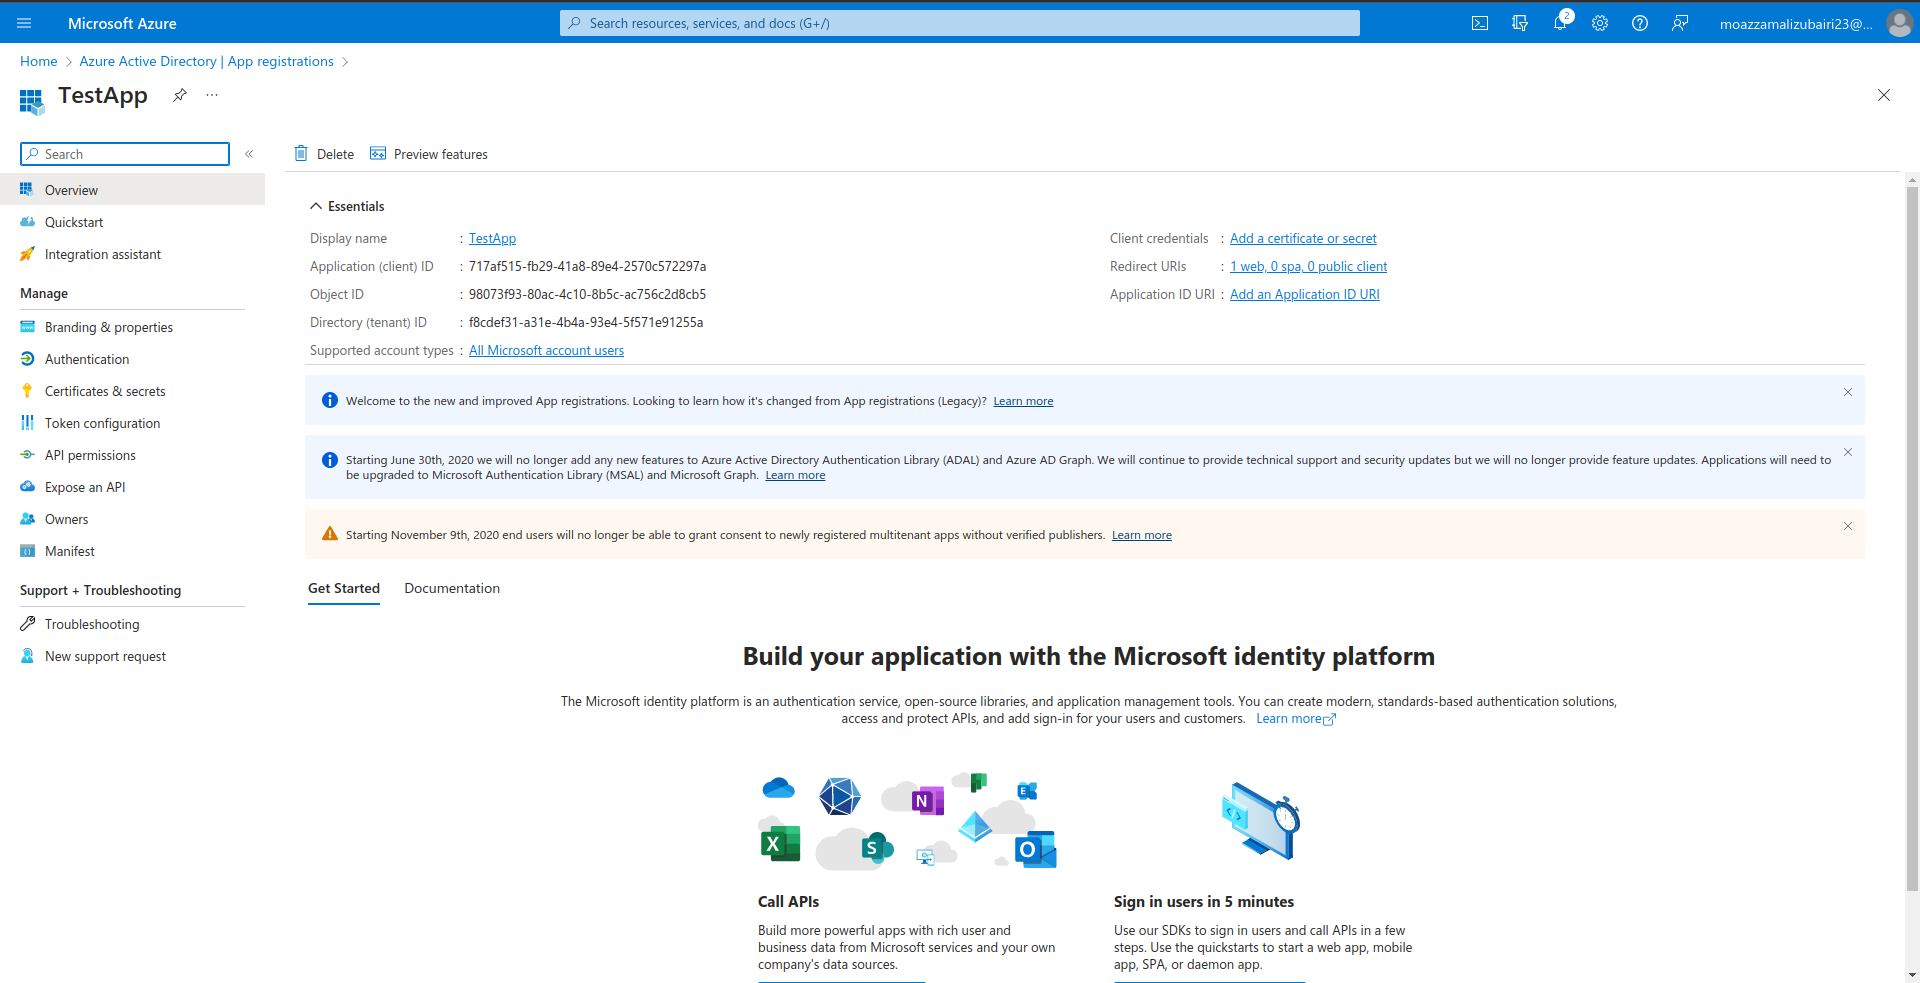 Microsoft Azure
Search resources, services, and docs (G+/)
2
moazzamalizubairi23@...
Home > Azure Active Directory | App registrations >
TestApp
Search
«
Delete
Preview features
Overview
Quickstart
Integration assistant
Manage
Branding & properties
Authentication
Certificates & secrets
Token configuration
API permissions
Expose an API
Owners
Manifest
Support + Troubleshooting
Troubleshooting
New support request
Essentials
Display name : TestApp
Application (client) ID : 717af515-fb29-41a8-89e4-2570c572297a
Object ID : 98073f93-80ac-4c10-8b5c-ac756c2d8cb5
Directory (tenant) ID : f8cdef31-a31e-4b4a-93e4-5f571e91255a
Supported account types : All Microsoft account users
Client credentials : Add a certificate or secret
Redirect URIs : 1 web, 0 spa, 0 public client
Application ID URI : Add an Application ID URI
Welcome to the new and improved App registrations. Looking to learn how it's changed from App registrations (Legacy)? Learn more
Starting June 30th, 2020 we will no longer add any new features to Azure Active Directory Authentication Library (ADAL) and Azure AD Graph. We will continue to provide technical support and security updates but we will no longer provide feature updates. Applications will need to
be upgraded to Microsoft Authentication Library (MSAL) and Microsoft Graph. Learn more
Starting November 9th, 2020 end users will no longer be able to grant consent to newly registered multitenant apps without verified publishers. Learn more
Get Started
Documentation
Build your application with the Microsoft identity platform
The Microsoft identity platform is an authentication service, open-source libraries, and application management tools. You can create modern, standards-based authentication solutions,
access and protect APIs, and add sign-in for your users and customers. Learn more
N
E
X
S
O
Call APIs
Build more powerful apps with rich user and
business data from Microsoft services and your own
company's data sources.
Sign in users in 5 minutes
Use our SDKs to sign in users and call APIs in a few
steps. Use the quickstarts to start a web app, mobile
app, SPA, or daemon app.